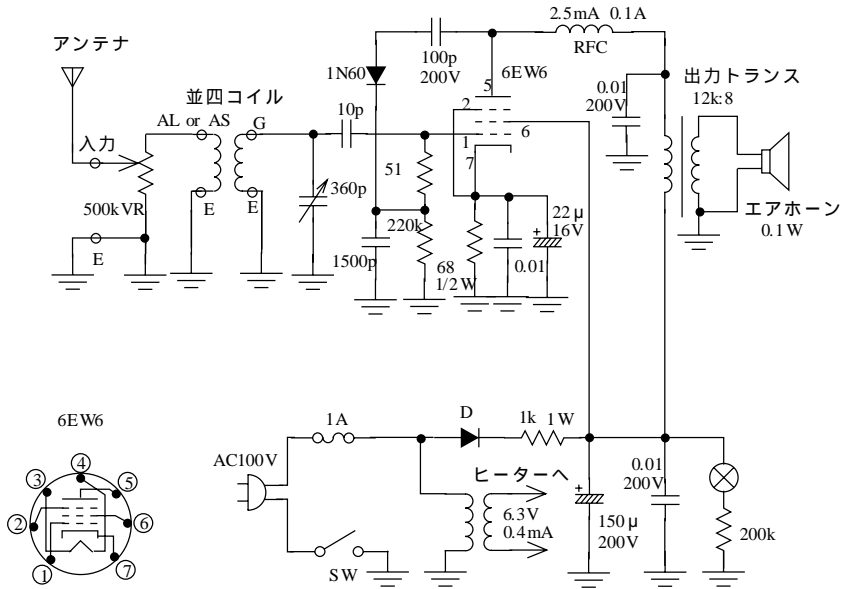 2.5mA 0.1A
RFC
アンテナ
100p
200V
6EW6
1N60
5
並四コイル
0.01
200V
出力トランス
12k:8
AL or AS
G
10p
2
1
6
7
入力
51
360p
500kVR
E
E
エアホーン
0.1W
220k
22μ
16V
+
E
1500p
68
1/2W
0.01
6EW6
1A
D
1k 1W
AC100V
ヒーターへ
0.01
200V
+
6.3V
0.4mA
150μ
200V
200k
SW
4
3
5
2
6
1
7